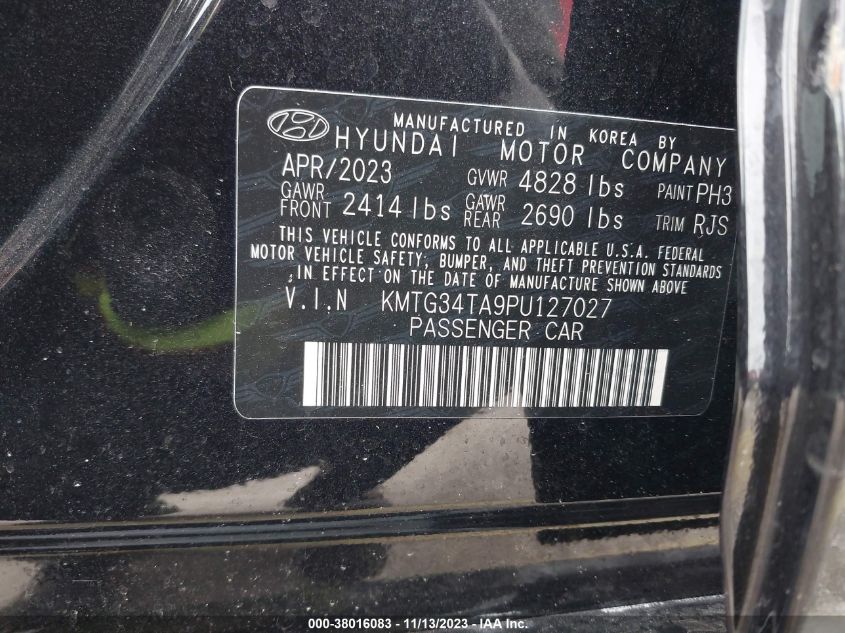 MANUFACTURED IN KOREA BY
HYUNDAI MOTOR COMPANY
APR/2023 GVWR 4828 lbs PAINT PH3
GAWR FRONT 2414 lbs GAWR REAR 2690 lbs TRIM RJS
THIS VEHICLE CONFORMS TO ALL APPLICABLE U.S.A. FEDERAL
MOTOR VEHICLE SAFETY, BUMPER, AND THEFT PREVENTION STANDARDS
IN EFFECT ON THE DATE OF MANUFACTURE SHOWN ABOVE
V.I.N KMTG34TA9PU127027
PASSENGER CAR
000-38016083 - 11/13/2023 - IAA Inc.